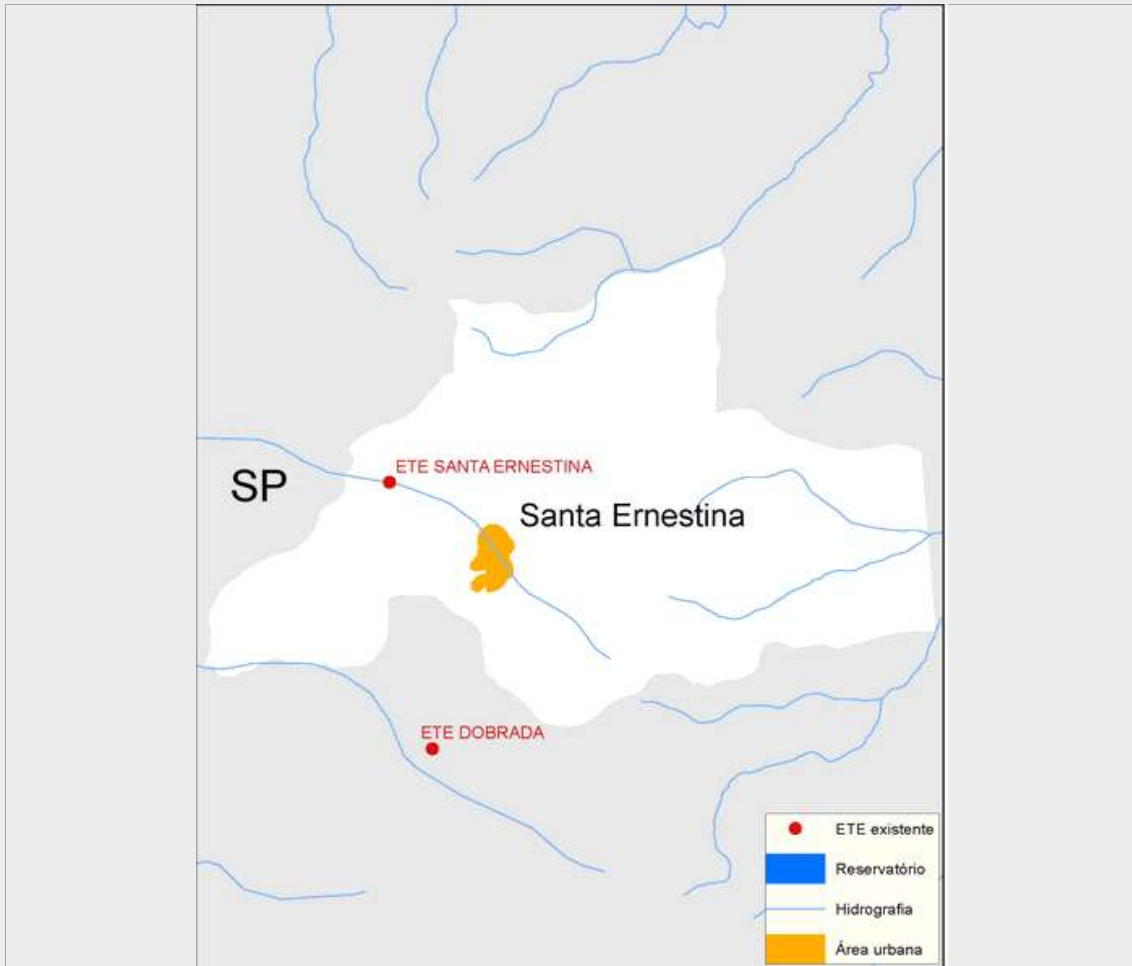 ETE SANTA ERNESTINA
SP
Santa Ernestina
ETE DOBRADA
ETE existente
Reservatório
Hidrografia
Área urbana